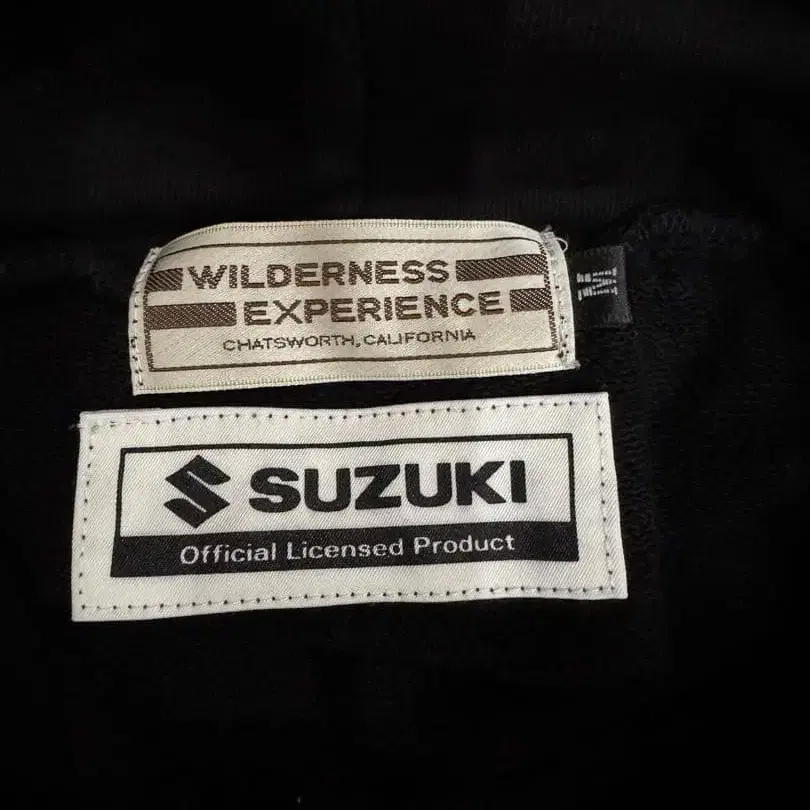 WILDERNESS
EXPERIENCE
CHATSWORTH, CALIFORNIA
SUZUKI
Official Licensed Product